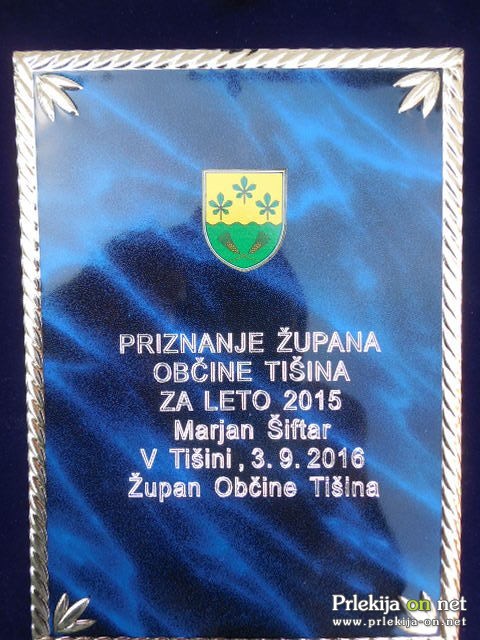 PRIZNANJE ŽUPANA
OBČINE TIŠINA
ZA LETO 2015
Marjan Šiftar
V Tišini, 3.9.2016
Župan Občine Tišina
Prlekija on net
www.prlekija-on.net